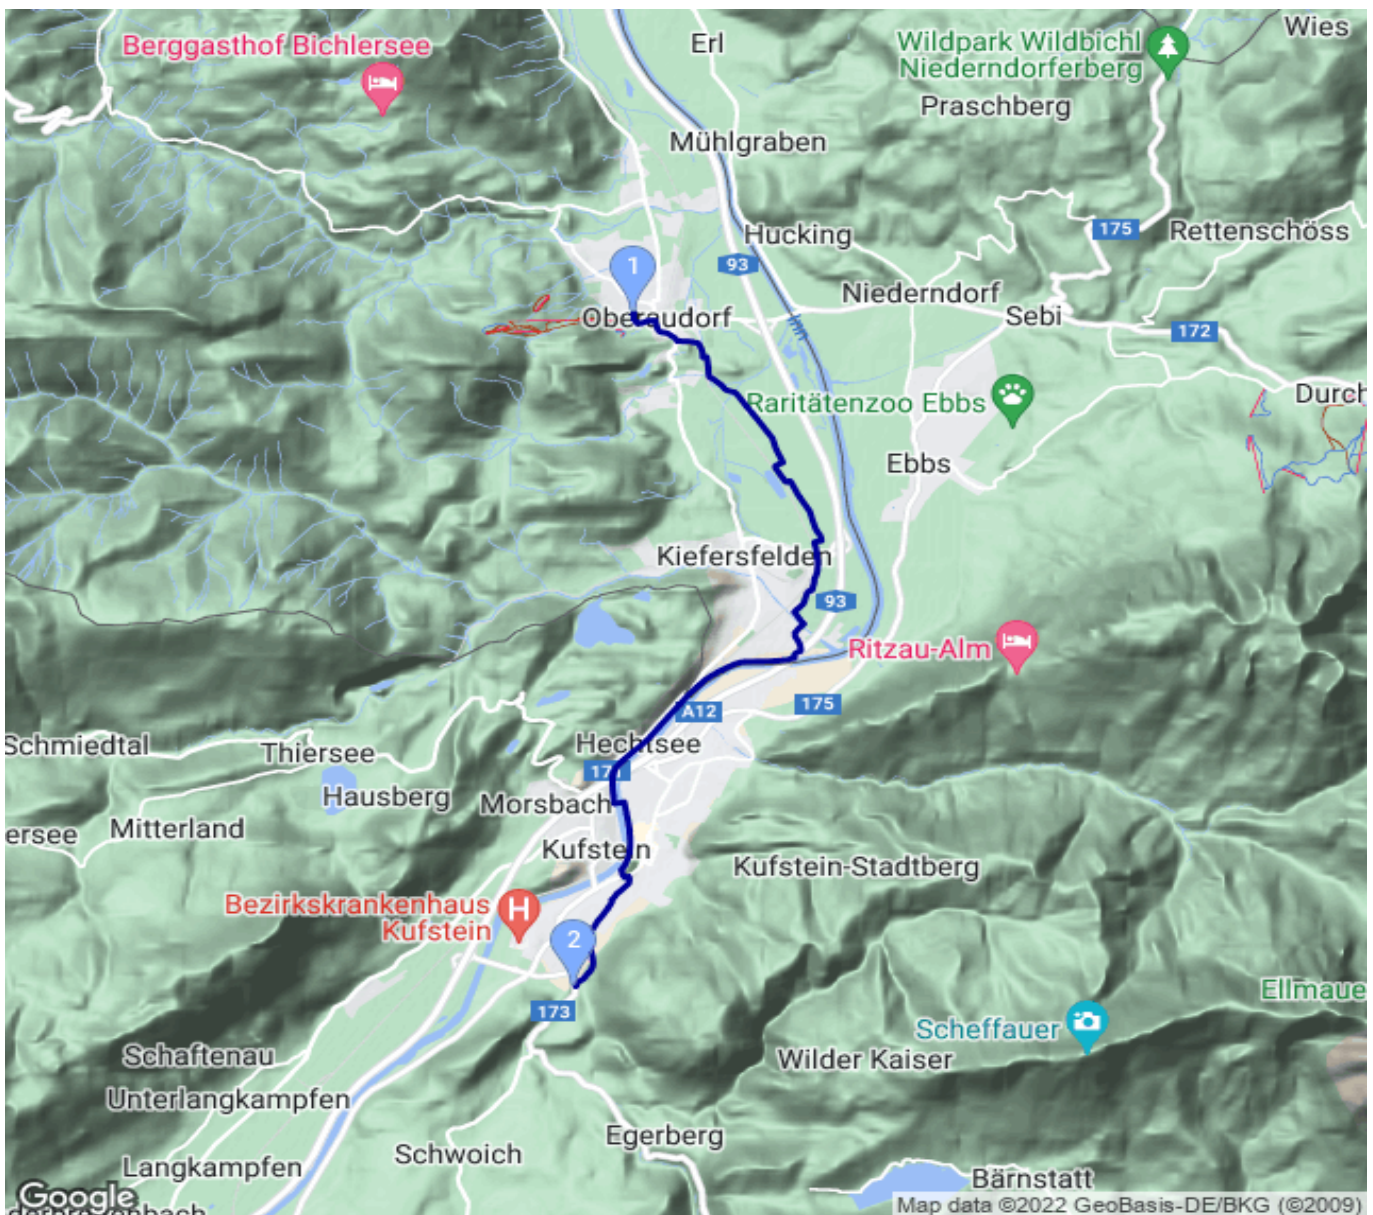 Wies
Erl
Berggasthof Bichlersee
Wildpark Wildbichl
Niederndorferberg
Praschberg
Mühlgraben
175
Rettenschöss
Hucking
93
1
Niederndorf
Oberaudorf
Sebi
Inn
172
Durch
Raritätenzoo Ebbs
Ebbs
Kiefersfelden
93
Ritzau-Alm
175
A12
Schmiedtal
Thiersee
Hechtsee
Hausberg
Morsbach
ersee
Mitterland
Kufstein
Kufstein-Stadtberg
Bezirkskrankenhaus
Kufstein
H
2
Ellmaue
173
Scheffauer
Schaftenau
Wilder Kaiser
Unterlangkampfen
Egerberg
Schwoich
Langkampfen
Bärnstatt
Google
Map data ©2022 GeoBasis-DE/BKG (©2009)